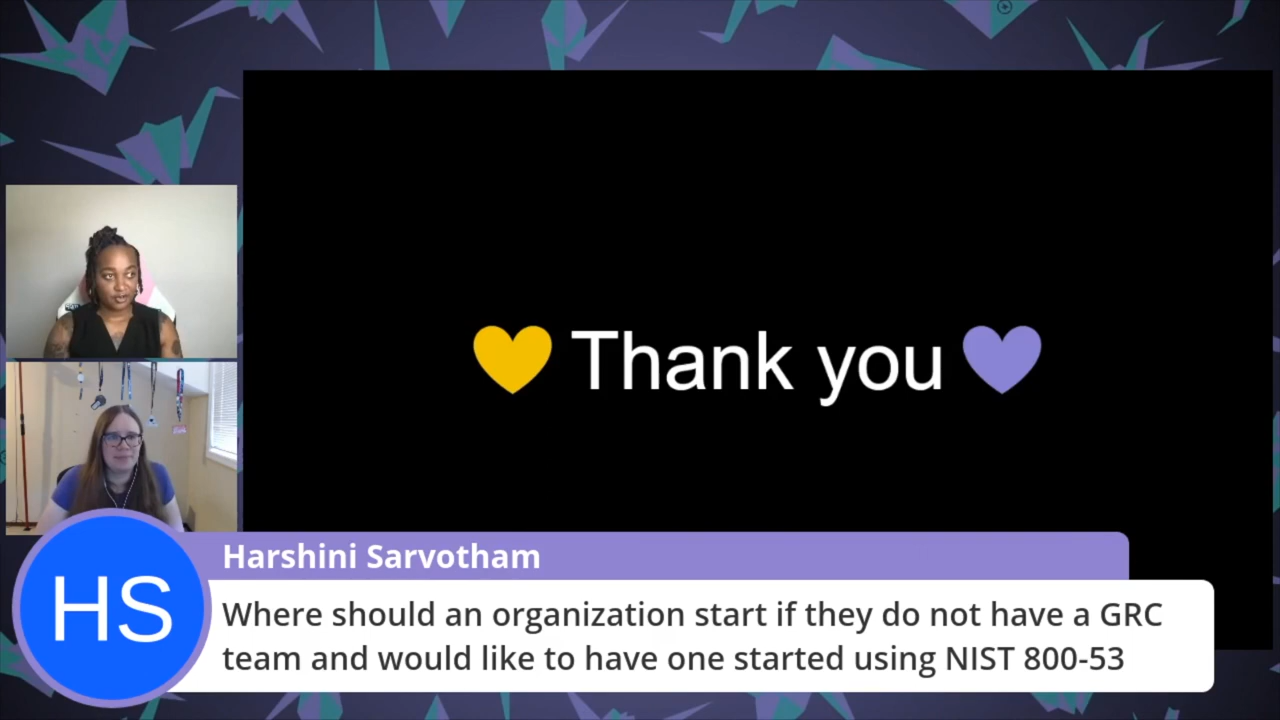 💛 Thank you 💜
HS
Harshini Sarvotham
Where should an organization start if they do not have a GRC
team and would like to have one started using NIST 800-53